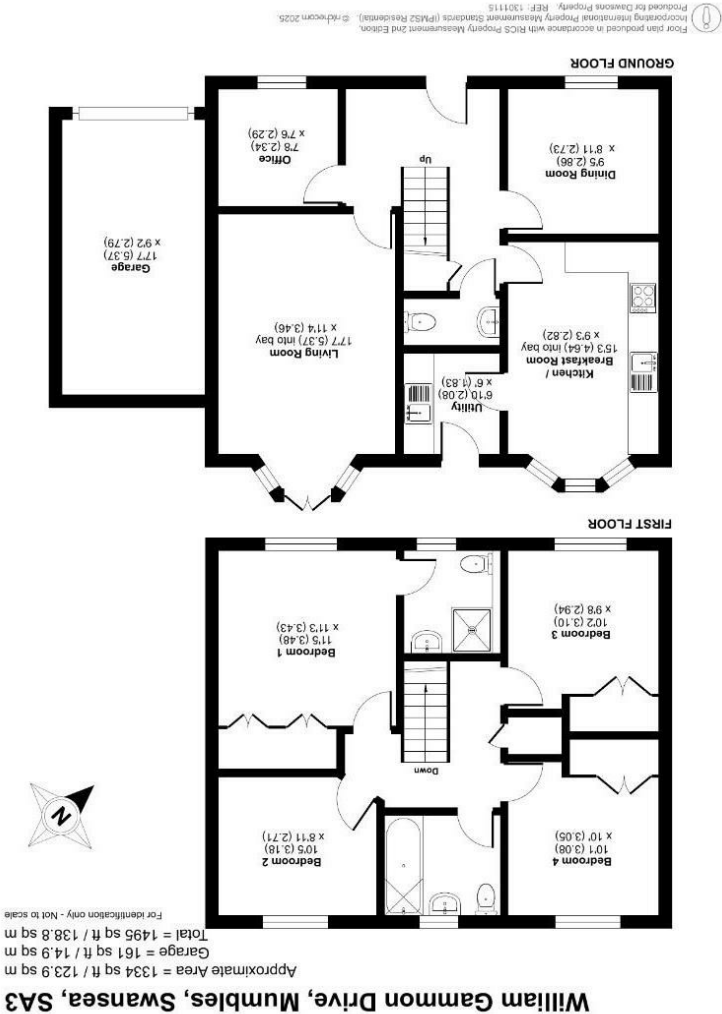 William Gammon Drive, Mumbles, Swansea, SA3
Approximate Area = 1334 sq ft / 123.9 sq m
Garage = 161 sq ft / 14.9 sq m
Total = 1495 sq ft / 138.8 sq m
For identification only - Not to scale
N
Bedroom 4
10'1 (3.08)
x 10' (3.05)
Bedroom 2
10'5 (3.18)
x 8'11 (2.71)
Down
Bedroom 3
10'2 (3.10)
x 9'8 (2.94)
Bedroom 1
11'5 (3.48)
x 11'3 (3.43)
FIRST FLOOR
Utility
6'10 (2.08)
x 6' (1.83)
Kitchen /
Breakfast Room
15'3 (4.64) into bay
x 9'3 (2.82)
Living Room
17'7 (5.37) into bay
x 11'4 (3.46)
Garage
17'7 (5.37)
x 9'2 (2.79)
Dining Room
9'5 (2.86)
x 8'11 (2.73)
Up
Office
7'8 (2.34)
x 7'6 (2.29)
GROUND FLOOR
Floor plan produced in accordance with RICS Property Measurement 2nd Edition,
Incorporating International Property Measurement Standards (IPMS2 Residential). © nichecom 2025.
Produced for Dawsons Property. REF: 1301115